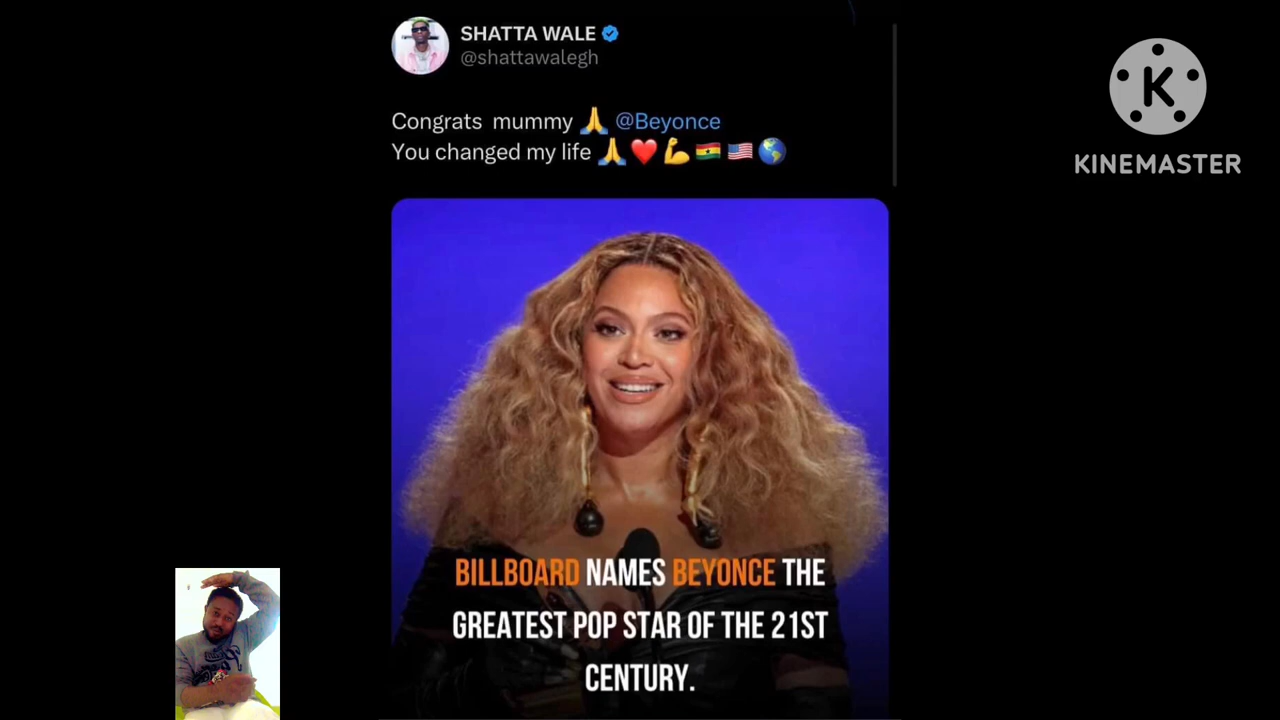 SHATTA WALE
@shattawalegh
Congrats mummy 🙏 @Beyonce
You changed my life 🙏❤️💪🇬🇭🇺🇸🌎
BILLBOARD NAMES BEYONCE THE
GREATEST POP STAR OF THE 21ST
CENTURY.
K
KINEMASTER